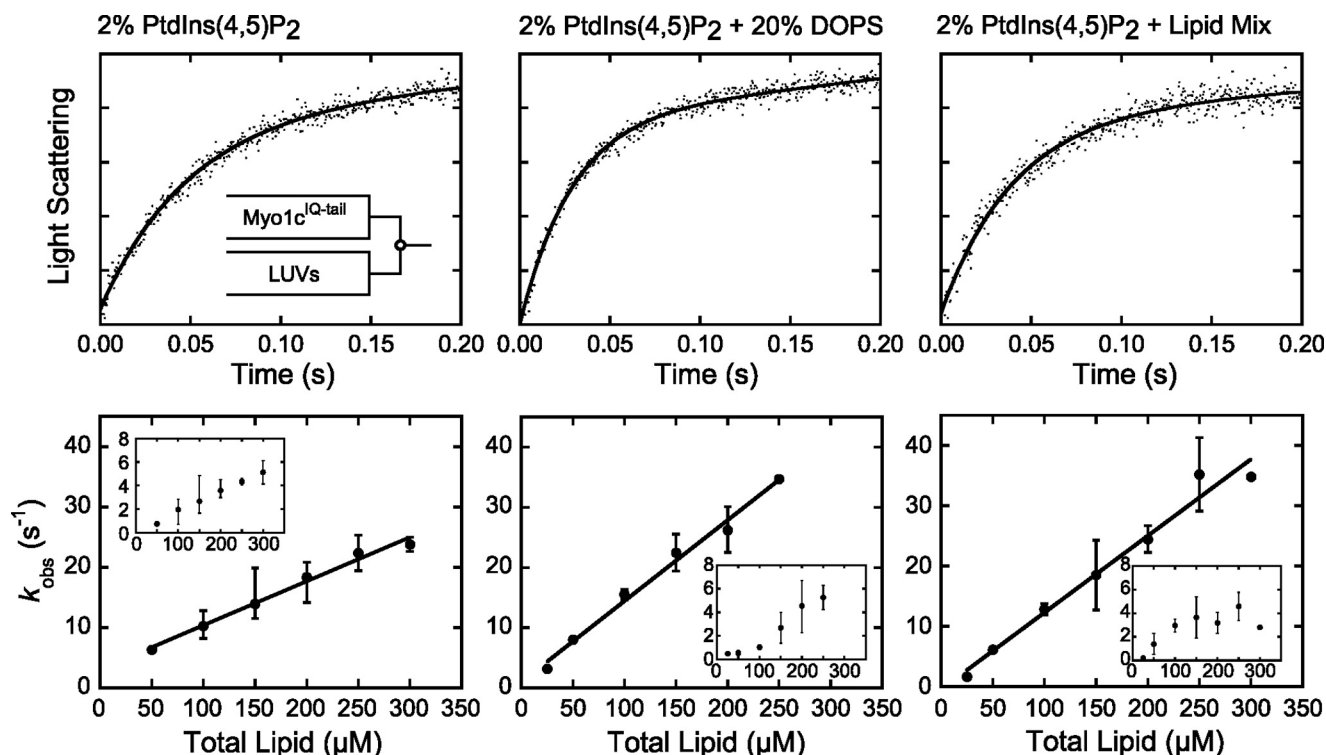 2% PtdIns(4,5)P2
2% PtdIns(4,5)P2 + 20% DOPS
2% PtdIns(4,5)P2 + Lipid Mix
Light Scattering
Myo1cIQ-tail
LUVs
0.00 0.05 0.10 0.15 0.20
0.00 0.05 0.10 0.15 0.20
0.00 0.05 0.10 0.15 0.20
Time (s)
Time (s)
Time (s)
kobs (s-1)
40
30
20
10
0
8
6
4
2
0
0 100 200 300
0 50 100 150 200 250 300 350
Total Lipid (µM)
40
30
20
10
0
8
6
4
2
0
0 100 200 300
0 50 100 150 200 250 300 350
Total Lipid (µM)
40
30
20
10
0
8
6
4
2
0
0 100 200 300
0 50 100 150 200 250 300 350
Total Lipid (µM)